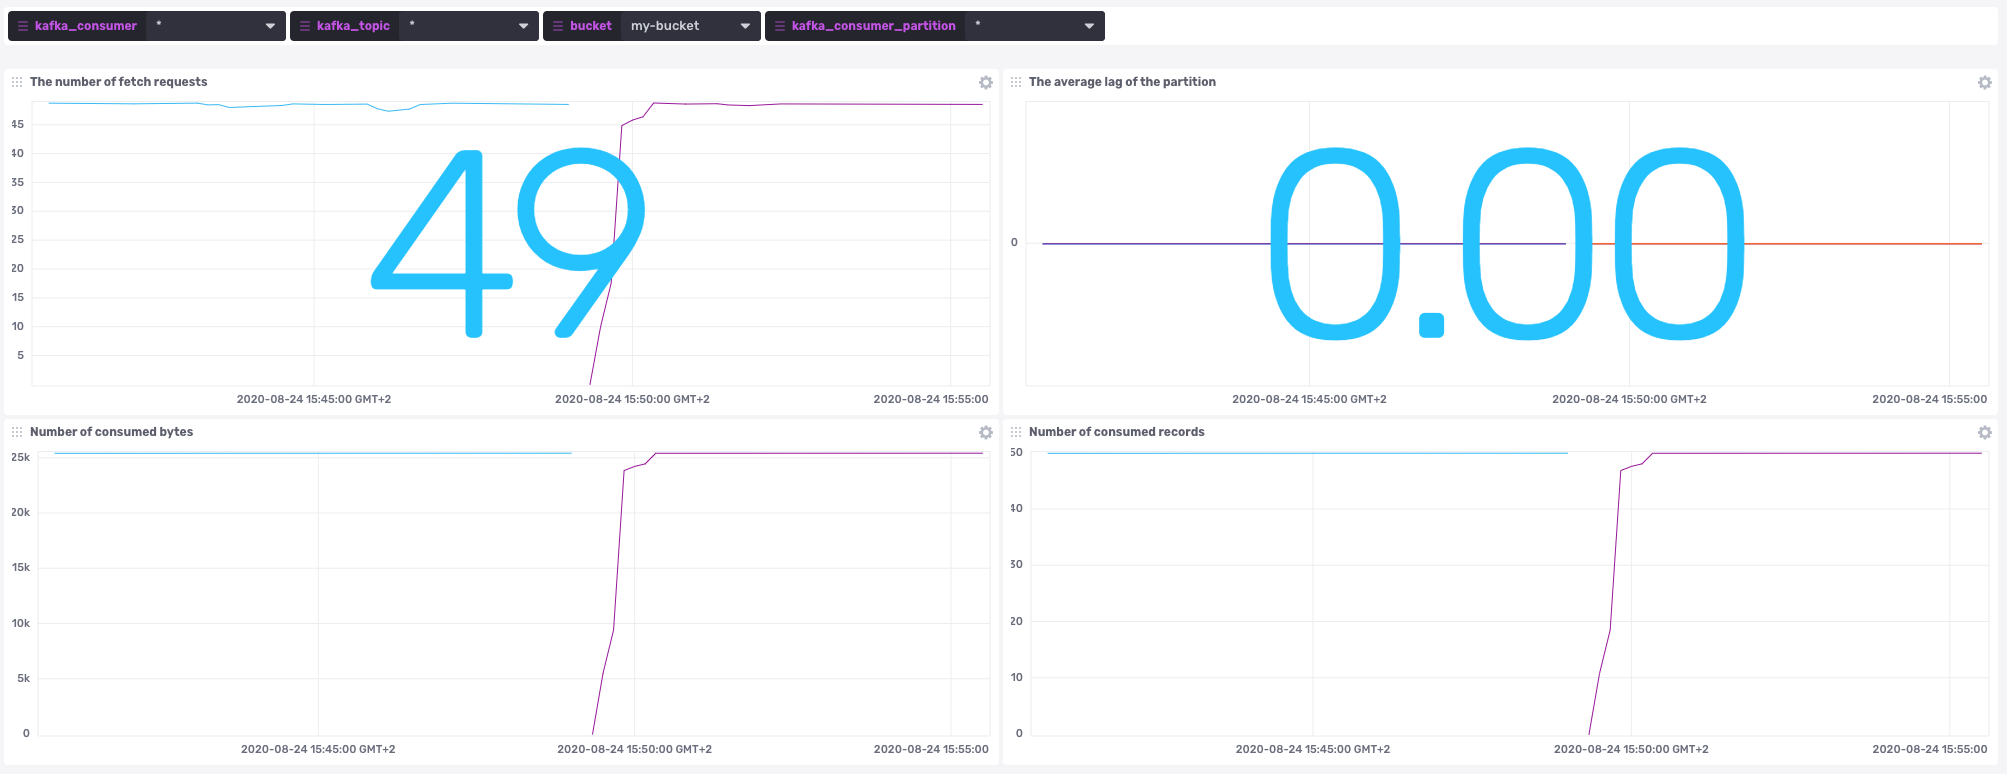 kafka_consumer * kafka_topic * bucket my-bucket kafka_consumer_partition *
The number of fetch requests
45
40
35
30
25
20
15
10
5
49
2020-08-24 15:45:00 GMT+2 2020-08-24 15:50:00 GMT+2 2020-08-24 15:55:00
The average lag of the partition
0
0.00
2020-08-24 15:45:00 GMT+2 2020-08-24 15:50:00 GMT+2 2020-08-24 15:55:00
Number of consumed bytes
25k
20k
15k
10k
5k
0
2020-08-24 15:45:00 GMT+2 2020-08-24 15:50:00 GMT+2 2020-08-24 15:55:00
Number of consumed records
50
40
30
20
10
0
2020-08-24 15:45:00 GMT+2 2020-08-24 15:50:00 GMT+2 2020-08-24 15:55:00